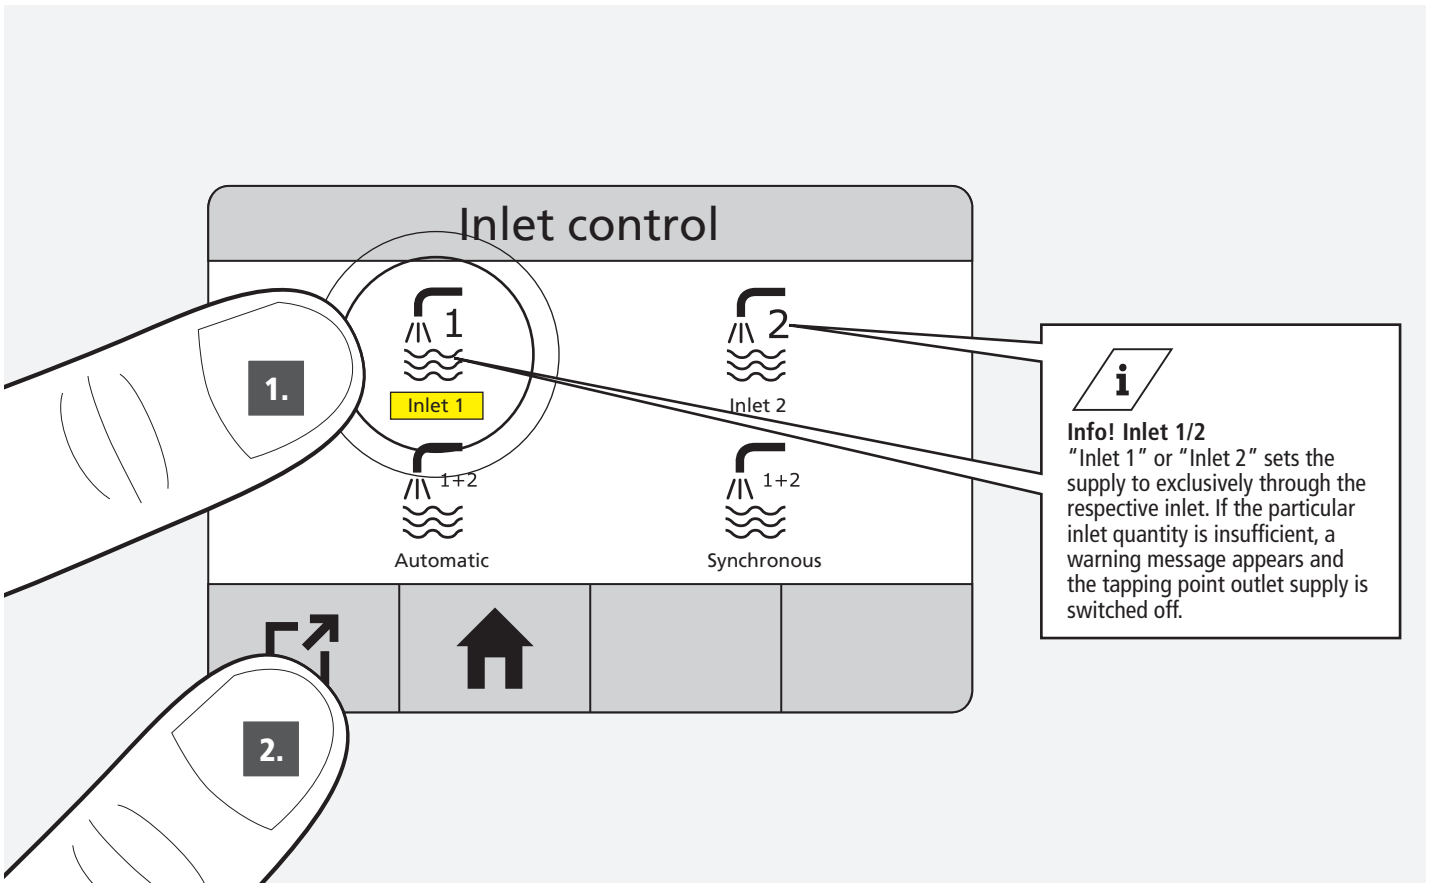 Inlet control
1
2
Inlet 1
Inlet 2
1+2
1+2
Automatic
Synchronous
1.
2.
i
Info! Inlet 1/2
“Inlet 1” or “Inlet 2” sets the
supply to exclusively through the
respective inlet. If the particular
inlet quantity is insufficient, a
warning message appears and
the tapping point outlet supply is
switched off.